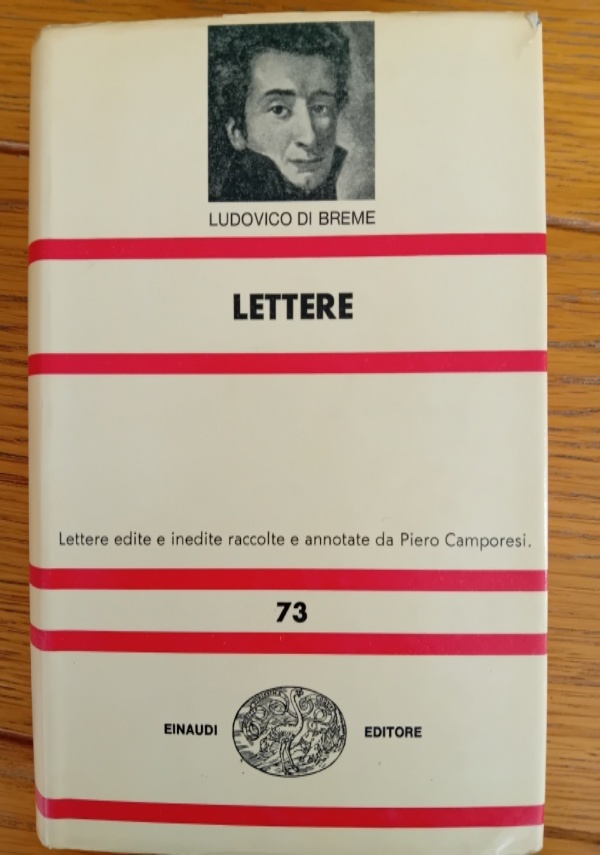 LUDOVICO DI BREME
LETTERE
Lettere edite e inedite raccolte e annotate da Piero Camporesi.
73
EINAUDI EDITORE